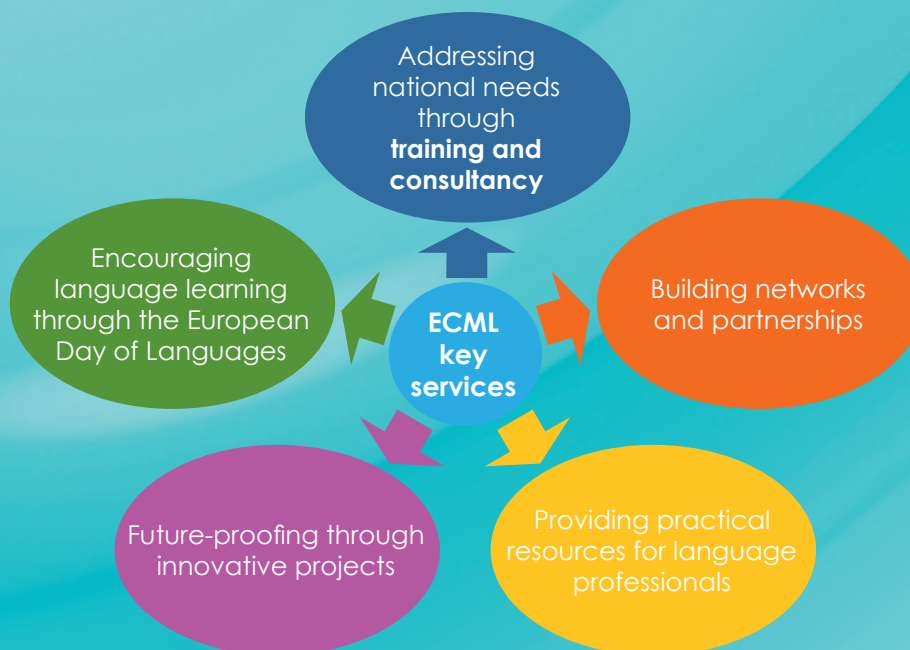 Addressing
national needs
through
training and
consultancy
Encouraging
language learning
through the European
Day of Languages
ECML
key
services
Building networks
and partnerships
Future-proofing through
innovative projects
Providing practical
resources for language
professionals